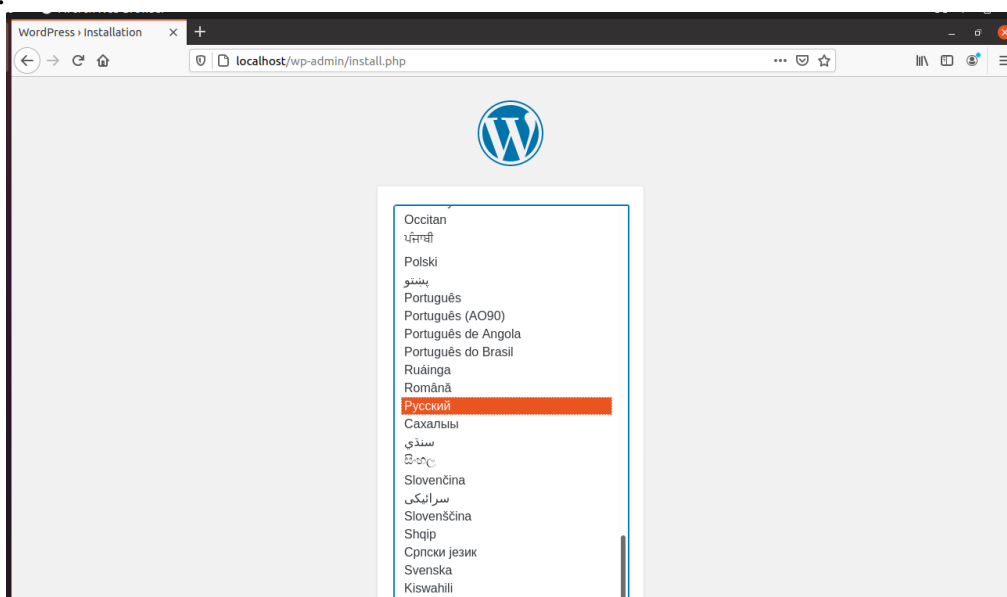 WordPress › Installation
localhost/wp-admin/install.php
Occitan
ਪੰਜਾਬੀ
Polski
پښتو
Português
Português (AO90)
Português de Angola
Português do Brasil
Ruáinga
Română
Русский
Сахалыы
سنڌي
සිංහල
Slovenčina
سرائیکی
Slovenščina
Shqip
Српски језик
Svenska
Kiswahili